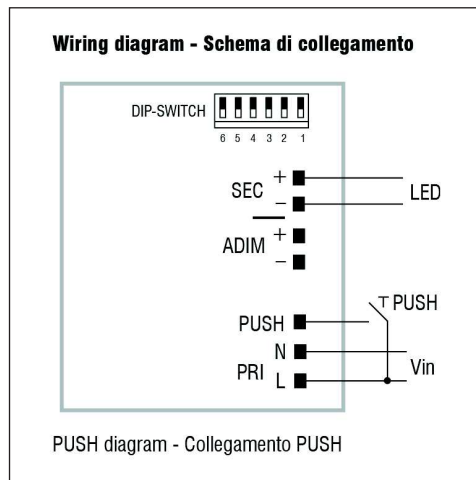 Wiring diagram - Schema di collegamento
DIP-SWITCH
6 5 4 3 2 1
SEC + −
LED
ADIM + −
PUSH
PUSH
PRI N L
Vin
PUSH diagram - Collegamento PUSH